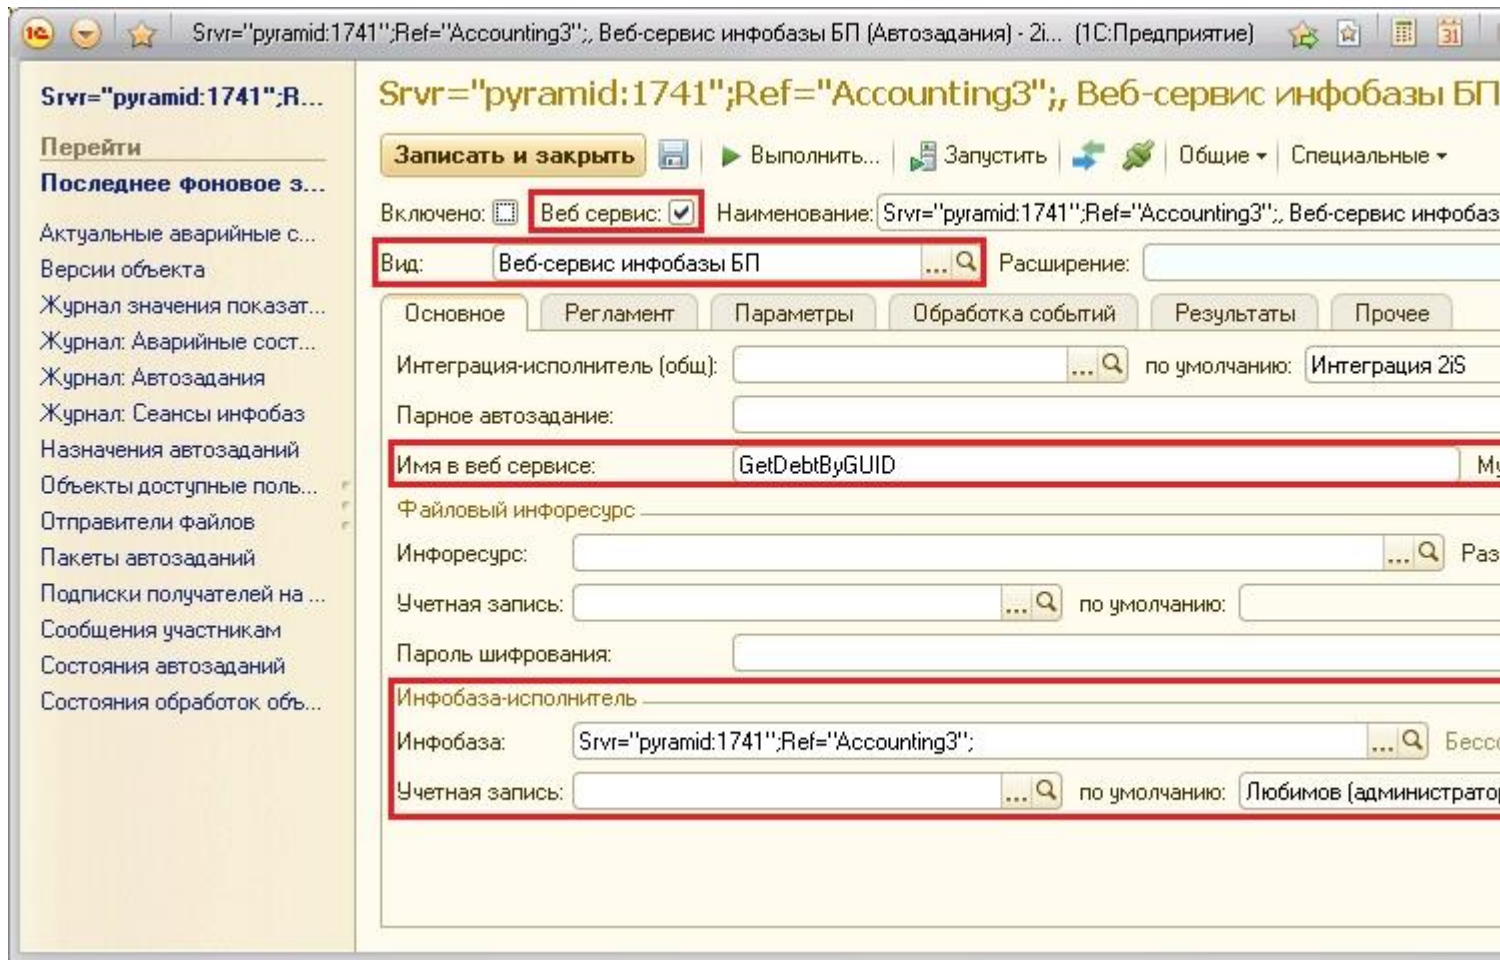 1С Srvr="pyramid:1741";Ref="Accounting3";, Веб-сервис инфобазы БП (Автозадания) - 2i... (1С:Предприятие) 31
Srvr="pyramid:1741";R...
Перейти
Последнее фоновое з...
Актуальные аварийные с...
Версии объекта
Журнал значения показат...
Журнал: Аварийные сост...
Журнал: Автозадания
Журнал: Сеансы инфобаз
Назначения автозаданий
Объекты доступные поль...
Отправители файлов
Пакеты автозаданий
Подписки получателей на ...
Сообщения участникам
Состояния автозаданий
Состояния обработок объ...
Srvr="pyramid:1741";Ref="Accounting3";, Веб-сервис инфобазы БП
Записать и закрыть Выполнить... Запустить Общие Специальные
Включено: Веб сервис: Наименование: Srvr="pyramid:1741";Ref="Accounting3";, Веб-сервис инфобаз
Вид: Веб-сервис инфобазы БП ... Расширение:
Основное Регламент Параметры Обработка событий Результаты Прочее
Интеграция-исполнитель (общ): ... по умолчанию: Интеграция 2iS
Парное автозадание:
Имя в веб сервисе: GetDebtByGUID Му
Файловый инфоресурс
Инфоресурс: ... Раз
Учетная запись: ... по умолчанию:
Пароль шифрования:
Инфобаза-исполнитель
Инфобаза: Srvr="pyramid:1741";Ref="Accounting3"; ... Бессо
Учетная запись: ... по умолчанию: Любимов (администратор